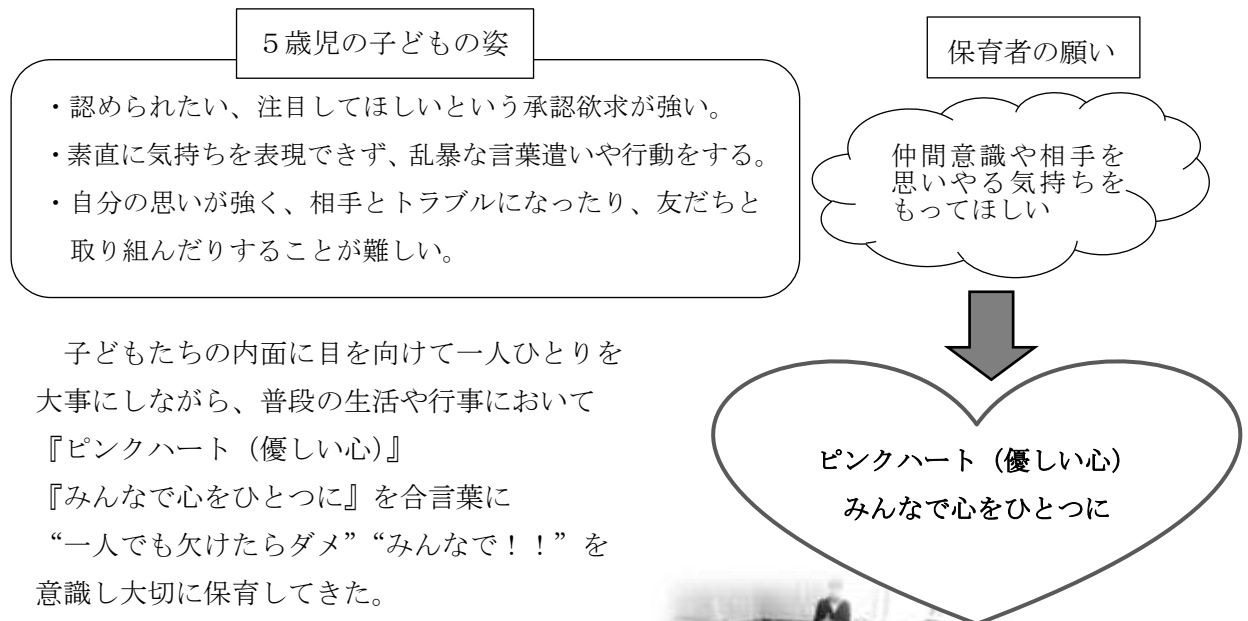 ５歳児の子どもの姿
・認められたい、注目してほしいという承認欲求が強い。
・素直に気持ちを表現できず、乱暴な言葉遣いや行動をする。
・自分の思いが強く、相手とトラブルになったり、友だちと
取り組んだりすることが難しい。
保育者の願い
仲間意識や相手を
思いやる気持ちを
もってほしい
子どもたちの内面に目を向けて一人ひとりを
大事にしながら、普段の生活や行事において
『ピンクハート（優しい心）』
『みんなで心をひとつに』を合言葉に
“一人でも欠けたらダメ”“みんなで！！”を
意識し大切に保育してきた。
ピンクハート（優しい心）
みんなで心をひとつに